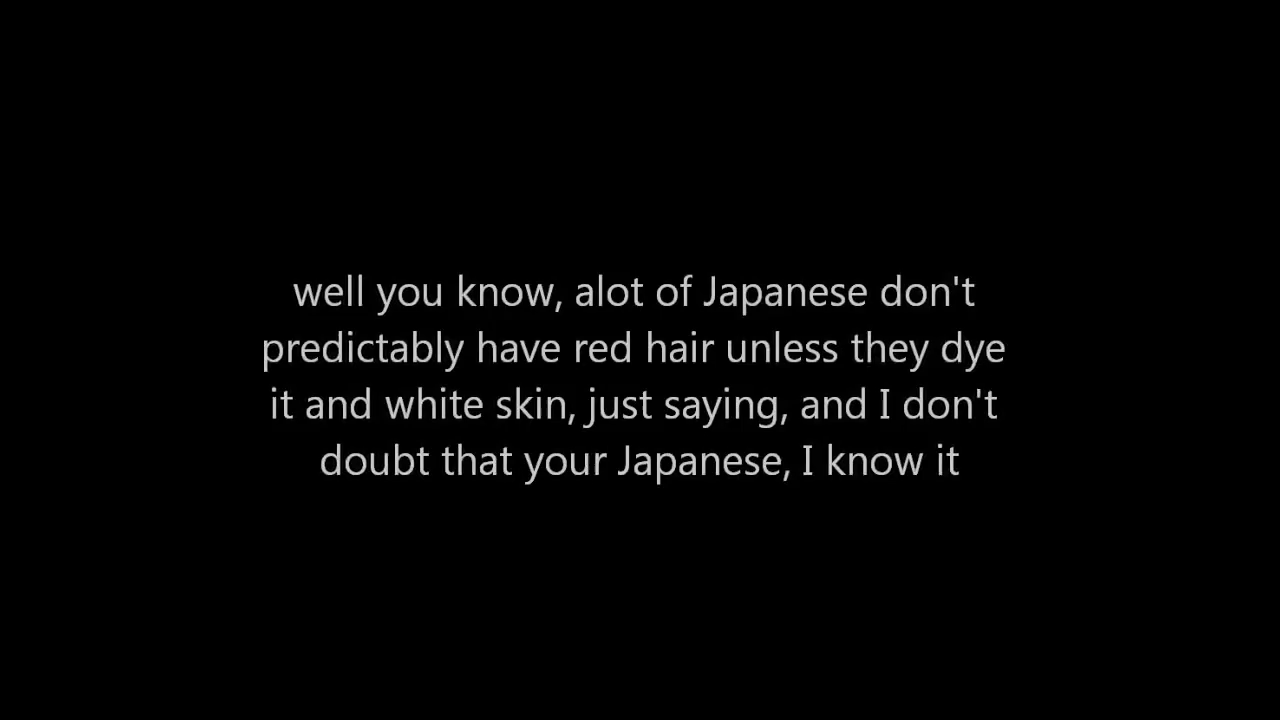 well you know, alot of Japanese don't
predictably have red hair unless they dye
it and white skin, just saying, and I don't
doubt that your Japanese, I know it